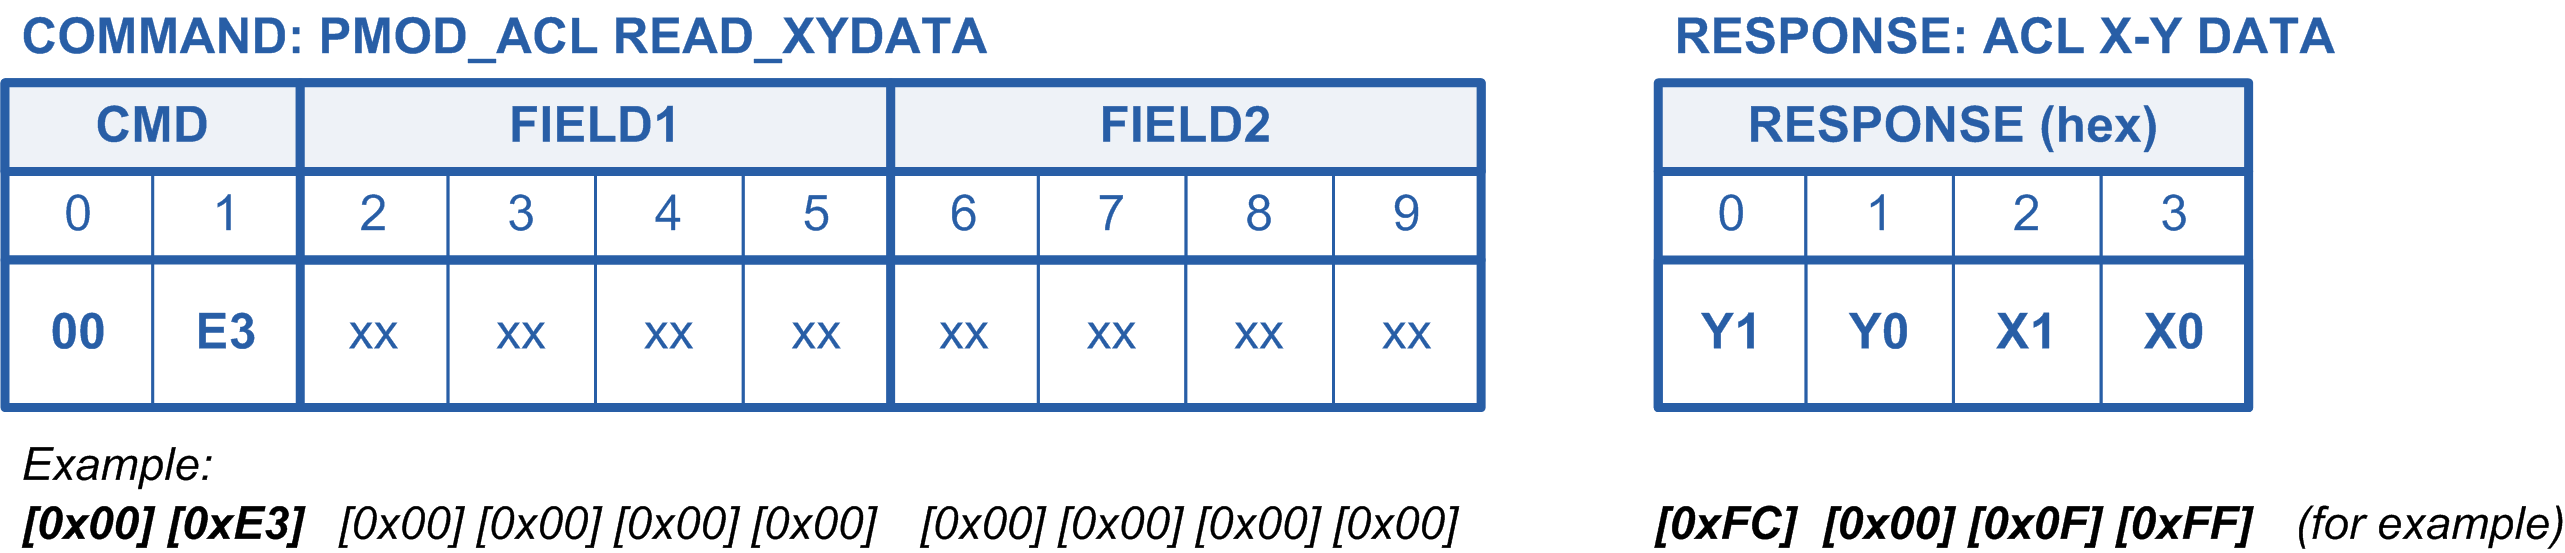 COMMAND: PMOD_ACL READ_XYDATA
CMD FIELD1 FIELD2
0 1 2 3 4 5 6 7 8 9
00 E3 xx xx xx xx xx xx xx xx
Example:
[0x00] [0xE3] [0x00] [0x00] [0x00] [0x00] [0x00] [0x00] [0x00] [0x00]
RESPONSE: ACL X-Y DATA
RESPONSE (hex)
0 1 2 3
Y1 Y0 X1 X0
[0xFC] [0x00] [0x0F] [0xFF] (for example)